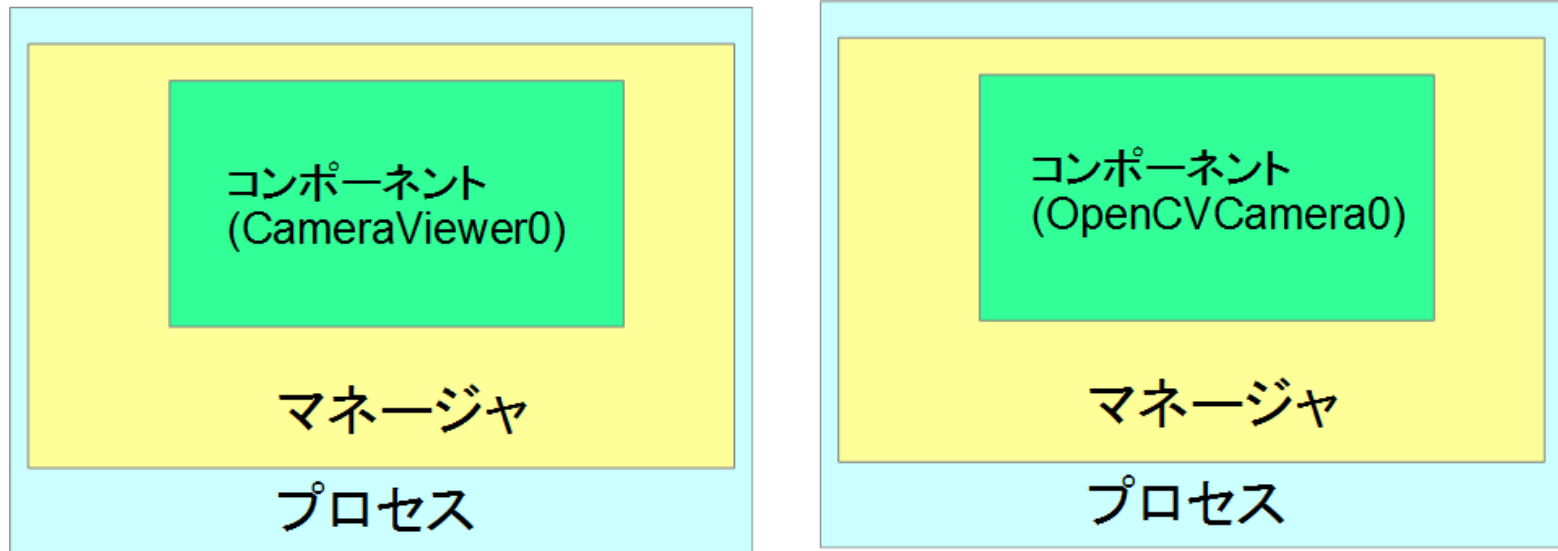 コンポーネント
(CameraViewer0)
マネージャ
プロセス
コンポーネント
(OpenCVCamera0)
マネージャ
プロセス